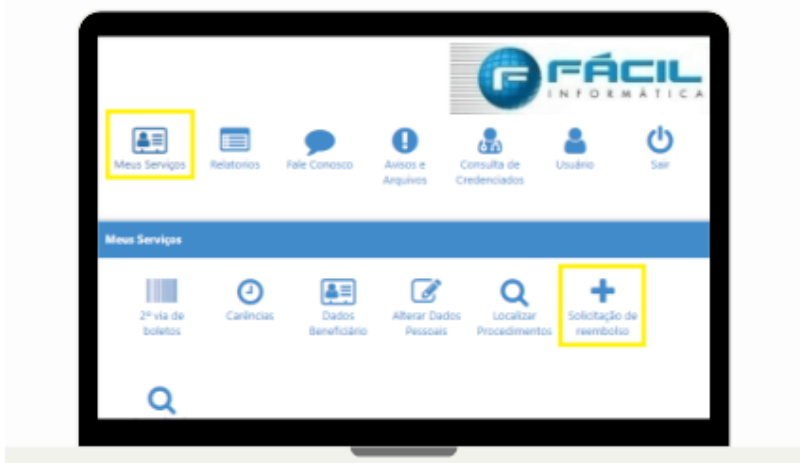 FÁCIL
INFORMÁTICA
Meus Serviços
Relatorios
Fale Conosco
Avisos e
Arquivos
Consulta de
Credenciados
Usuário
Sair
Meus Serviços
2ª via de
boletos
Carências
Dados
Beneficiário
Alterar Dados
Pessoais
Localizar
Procedimentos
Solicitação de
reembolso